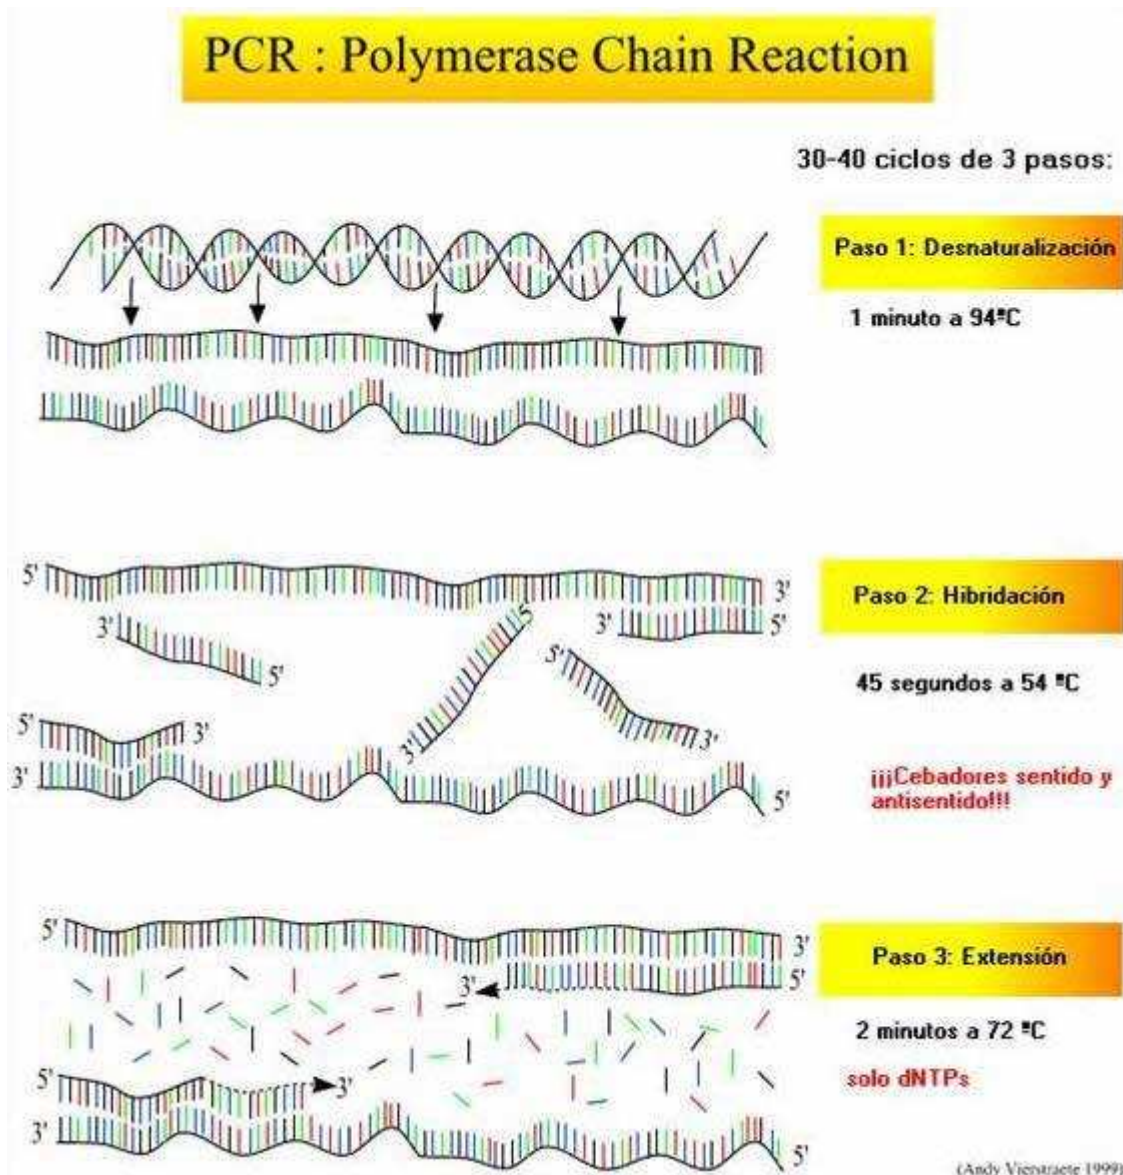 PCR : Polymerase Chain Reaction
30-40 ciclos de 3 pasos:
Paso 1: Desnaturalización
1 minuto a 94ºC
5'
3'
Paso 2: Hibridación
3'
5'
5'
3'
5'
5'
45 segundos a 54 ºC
5'
3'
3'
3'
3'
¡¡¡Cebadores sentido y
antisentido!!!
5'
5'
3'
Paso 3: Extensión
3'
5'
2 minutos a 72 ºC
solo dNTPs
5'
3'
3'
5'
(Andy Vierstraete 1999)